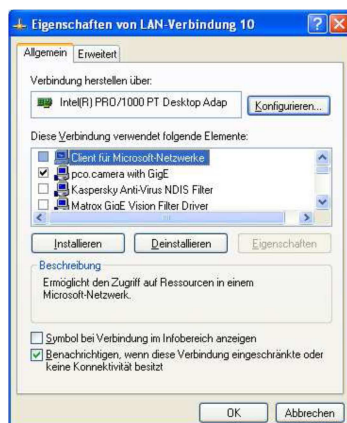 Eigenschaften von LAN-Verbindung 10
Allgemein Erweitert
Verbindung herstellen über:
Intel(R) PRO/1000 PT Desktop Adap
Konfigurieren...
Diese Verbindung verwendet folgende Elemente:
Client für Microsoft-Netzwerke
pco.camera with GigE
Kaspersky Anti-Virus NDIS Filter
Matrox GigE Vision Filter Driver
Installieren Deinstallieren Eigenschaften
Beschreibung
Ermöglicht den Zugriff auf Ressourcen in einem
Microsoft-Netzwerk.
Symbol bei Verbindung im Infobereich anzeigen
Benachrichtigen, wenn diese Verbindung eingeschränkte oder
keine Konnektivität besitzt
OK Abbrechen